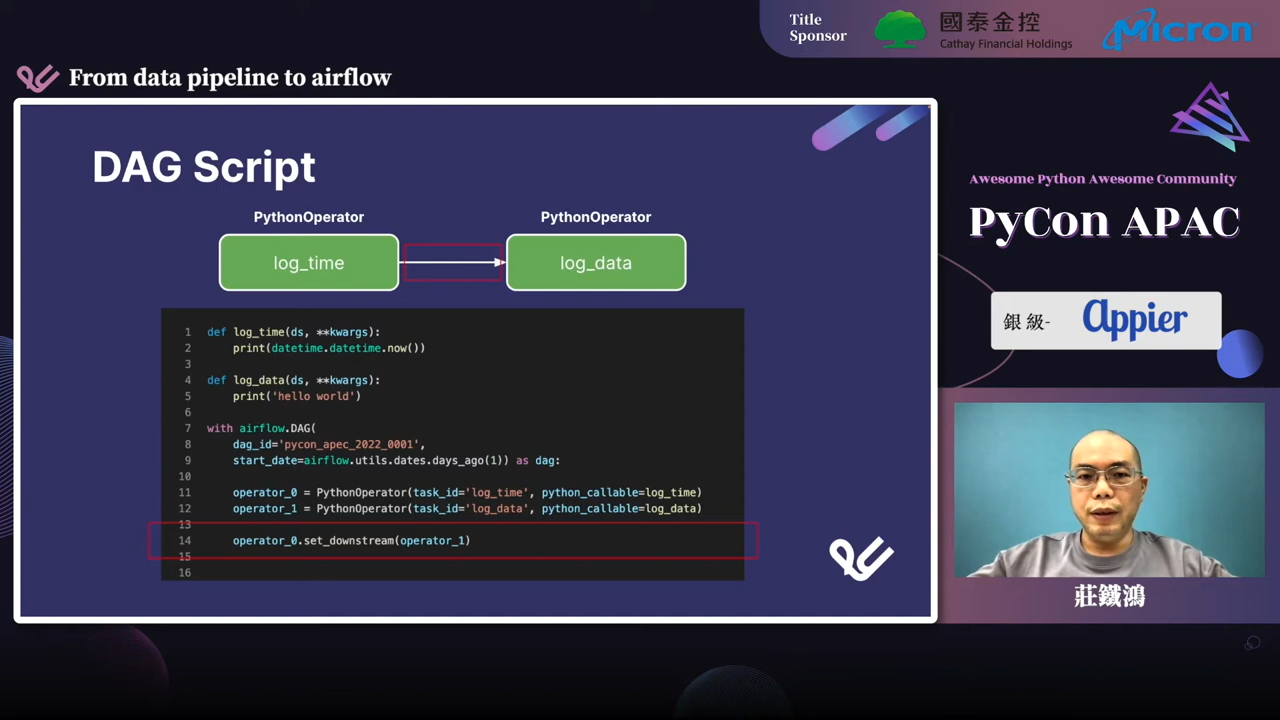 Title
Sponsor
國泰金控
Cathay Financial Holdings
Micron
From data pipeline to airflow
DAG Script
PythonOperator
PythonOperator
log_time
log_data
1 def log_time(ds, **kwargs):
2     print(datetime.datetime.now())
3
4 def log_data(ds, **kwargs):
5     print('hello world')
6
7 with airflow.DAG(
8     dag_id='pycon_apec_2022_0001',
9     start_date=airflow.utils.dates.days_ago(1)) as dag:
10
11     operator_0 = PythonOperator(task_id='log_time', python_callable=log_time)
12     operator_1 = PythonOperator(task_id='log_data', python_callable=log_data)
13
14     operator_0.set_downstream(operator_1)
15
16
Awesome Python Awesome Community
PyCon APAC
銀級-
Appier
莊鐵鴻